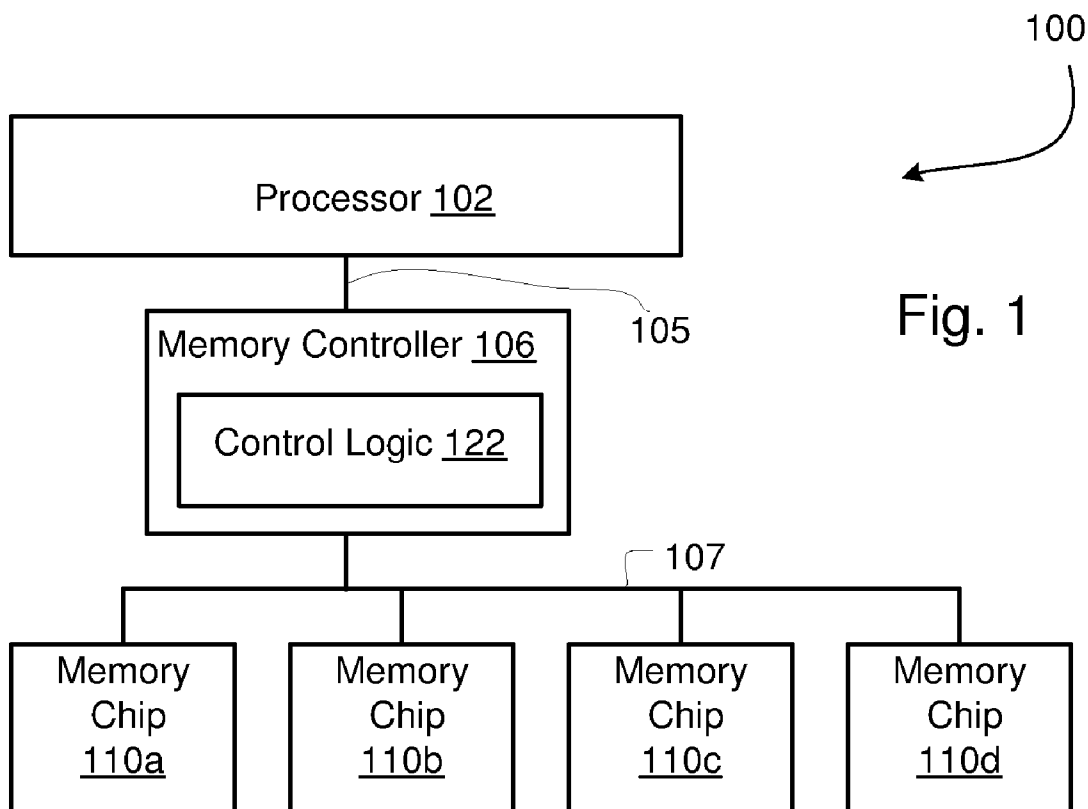 100
Processor 102
105
Fig. 1
Memory Controller 106
Control Logic 122
107
Memory
Chip
110a
Memory
Chip
110b
Memory
Chip
110c
Memory
Chip
110d